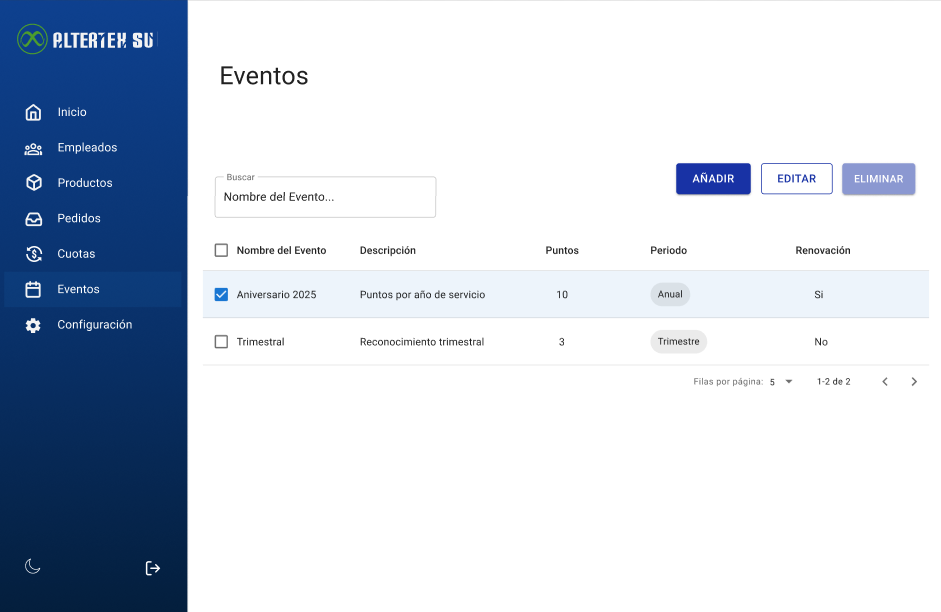 ALTERTEX SU
Inicio
Empleados
Productos
Pedidos
Cuotas
Eventos
Configuración
Eventos
Buscar
Nombre del Evento...
AÑADIR EDITAR ELIMINAR
Nombre del Evento Descripción Puntos Periodo Renovación
Aniversario 2025 Puntos por año de servicio 10 Anual Si
Trimestral Reconocimiento trimestral 3 Trimestre No
Filas por página: 5 1-2 de 2